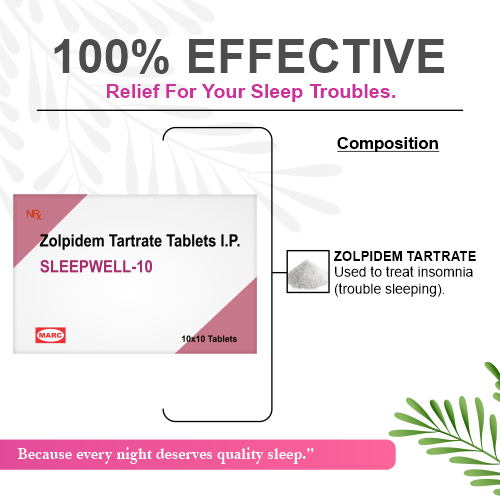 100% EFFECTIVE
Relief For Your Sleep Troubles.
Composition
NRx
Zolpidem Tartrate Tablets I.P.
SLEEPWELL-10
MARC
10x10 Tablets
ZOLPIDEM TARTRATE
Used to treat insomnia
(trouble sleeping).
Because every night deserves quality sleep.”